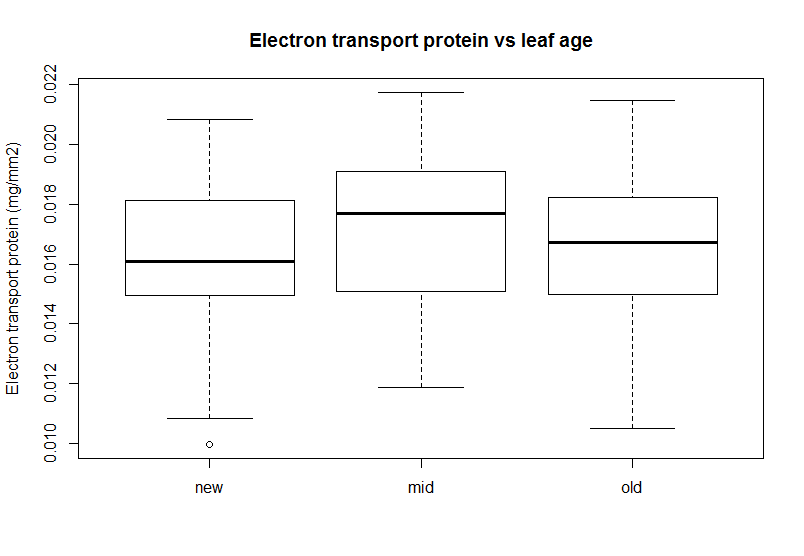 Electron transport protein vs leaf age
Electron transport protein (mg/mm2)
0.022
0.020
0.018
0.016
0.014
0.012
0.010
new mid old